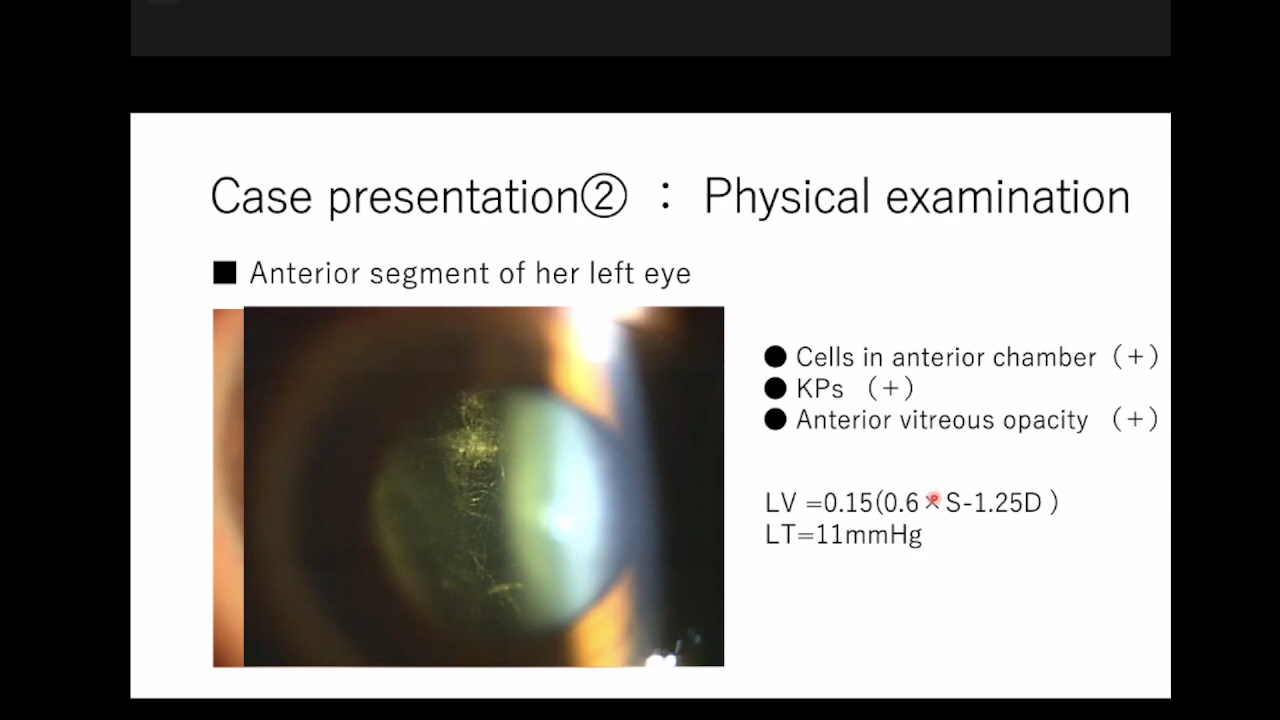 Case presentation② : Physical examination
■ Anterior segment of her left eye
● Cells in anterior chamber (+)
● KPs (+)
● Anterior vitreous opacity (+)
LV =0.15(0.6×S-1.25D )
LT=11mmHg